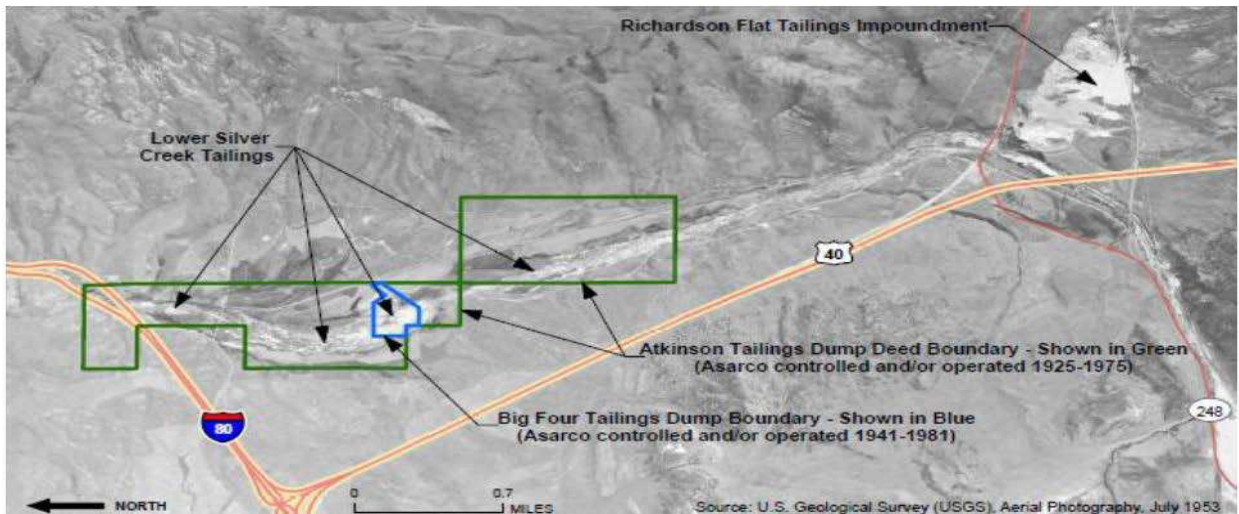 Richardson Flat Tailings Impoundment
Lower Silver
Creek Tailings
40
Atkinson Tailings Dump Deed Boundary - Shown in Green
(Asarco controlled and/or operated 1925-1975)
Big Four Tailings Dump Boundary - Shown in Blue
(Asarco controlled and/or operated 1941-1981)
248
80
NORTH
0 0.7
MILES
Source: U.S. Geological Survey (USGS), Aerial Photography, July 1953